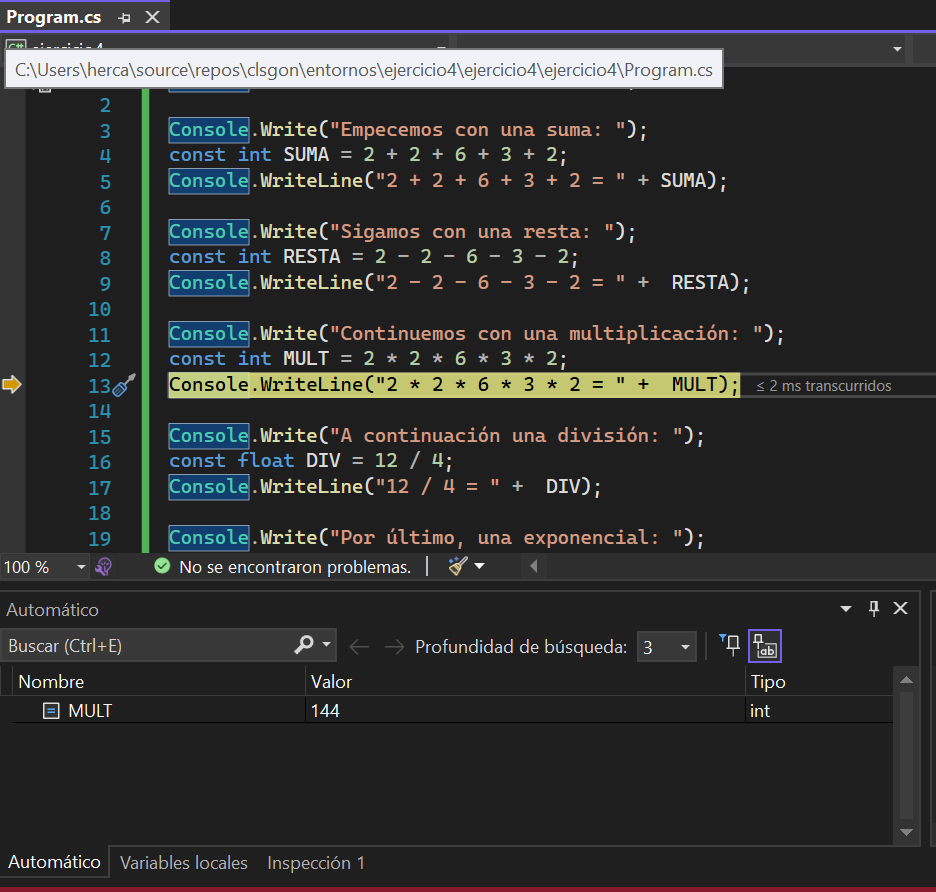 Program.cs
ejercicio4
C:\Users\herca\source\repos\clsgon\entornos\ejercicio4\ejercicio4\ejercicio4\Program.cs
2
3 Console.Write("Empecemos con una suma: ");
4 const int SUMA = 2 + 2 + 6 + 3 + 2;
5 Console.WriteLine("2 + 2 + 6 + 3 + 2 = " + SUMA);
6
7 Console.Write("Sigamos con una resta: ");
8 const int RESTA = 2 - 2 - 6 - 3 - 2;
9 Console.WriteLine("2 - 2 - 6 - 3 - 2 = " +  RESTA);
10
11 Console.Write("Continuemos con una multiplicación: ");
12 const int MULT = 2 * 2 * 6 * 3 * 2;
13 Console.WriteLine("2 * 2 * 6 * 3 * 2 = " +  MULT); ≤ 2 ms transcurridos
14
15 Console.Write("A continuación una división: ");
16 const float DIV = 12 / 4;
17 Console.WriteLine("12 / 4 = " +  DIV);
18
19 Console.Write("Por último, una exponencial: ");
100 % No se encontraron problemas.
Automático
Buscar (Ctrl+E) Profundidad de búsqueda: 3
Nombre Valor Tipo
MULT 144 int
Automático Variables locales Inspección 1